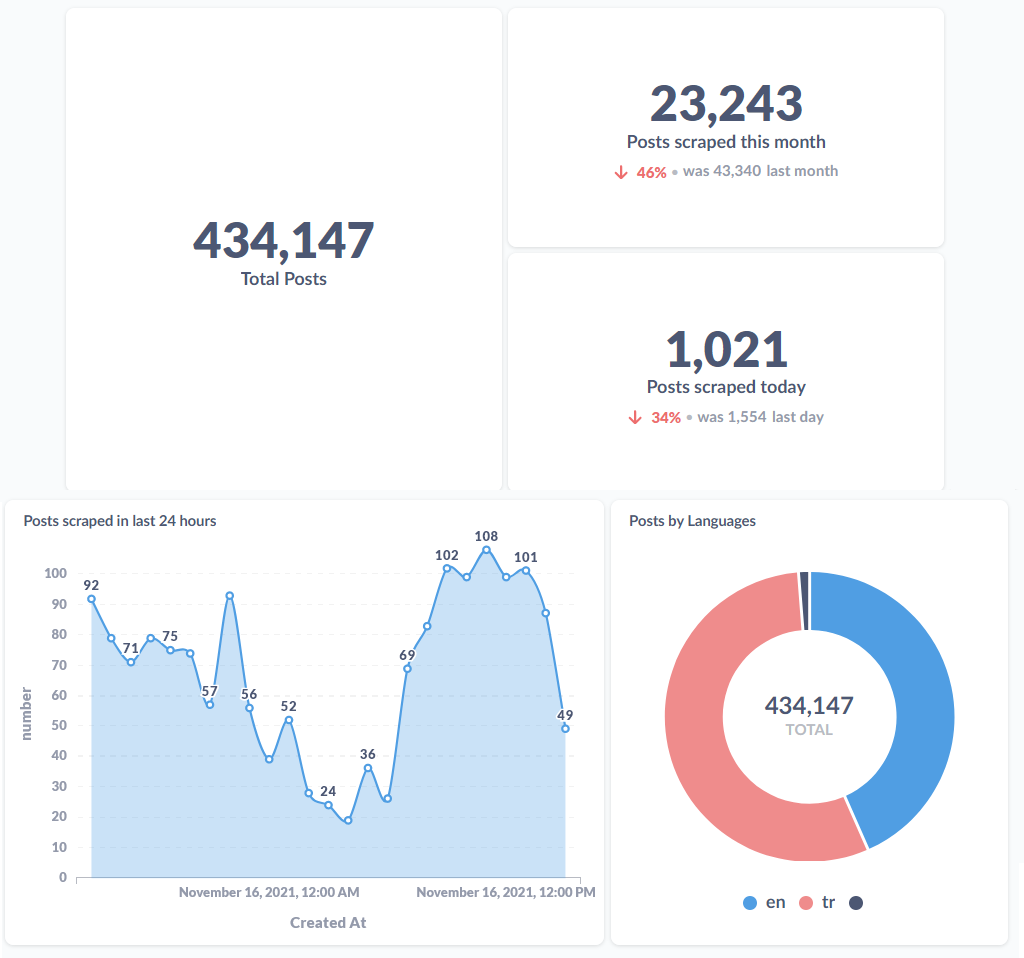 434,147
Total Posts
23,243
Posts scraped this month
↓ 46% • was 43,340 last month
1,021
Posts scraped today
↓ 34% • was 1,554 last day
Posts scraped in last 24 hours
number
100
90
80
70
60
50
40
30
20
10
0
92
71
75
57
56
52
24
36
69
102
108
101
49
November 16, 2021, 12:00 AM
November 16, 2021, 12:00 PM
Created At
Posts by Languages
434,147
TOTAL
en
tr